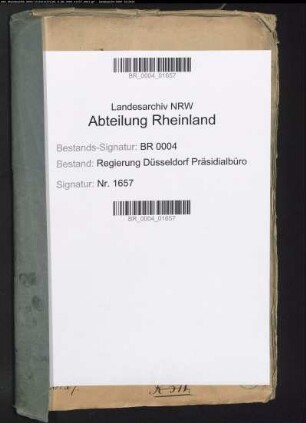 BR_0004_01657
Landesarchiv NRW
Abteilung Rheinland
Bestands-Signatur: BR 0004
Bestand: Regierung Düsseldorf Präsidialbüro
Signatur: Nr. 1657
BR_0004_01657